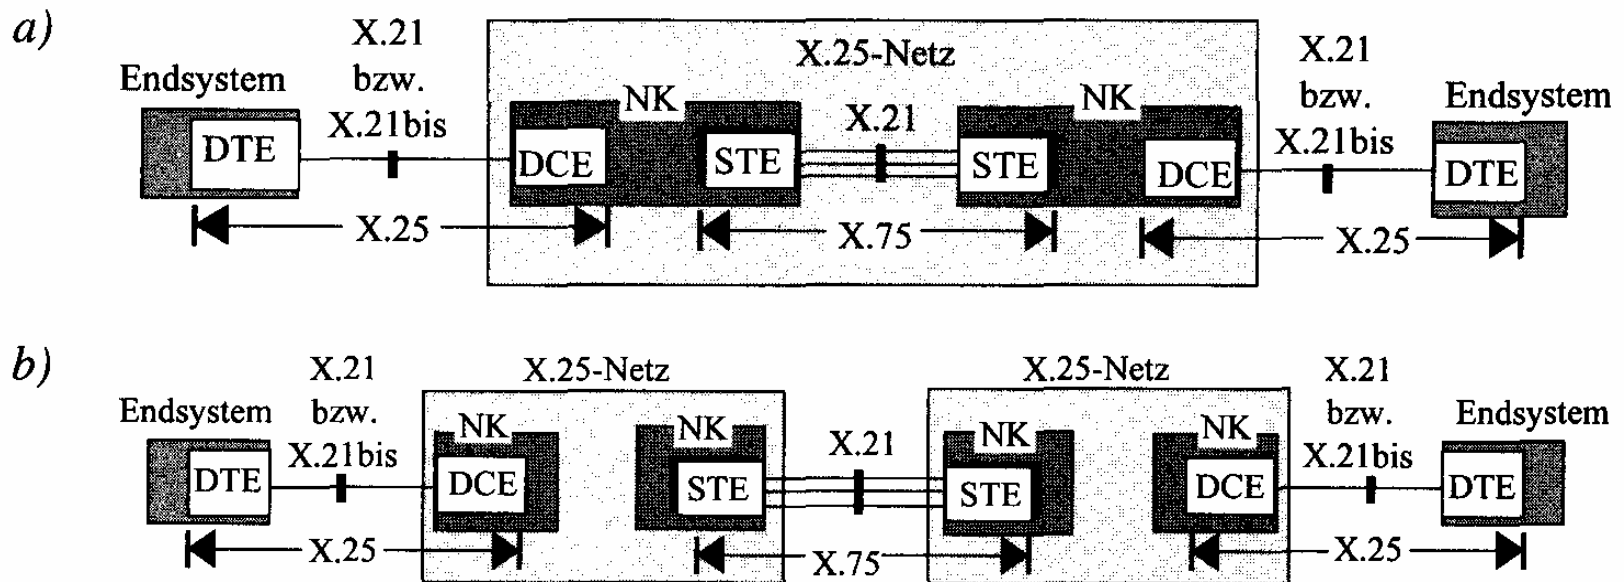 a)
X.21
bzw.
X.21bis
Endsystem
DTE
X.25
X.25-Netz
NK
DCE
STE
X.21
X.75
NK
STE
DCE
X.21
bzw.
X.21bis
Endsystem
DTE
X.25
b)
X.21
bzw.
X.21bis
Endsystem
DTE
X.25
X.25-Netz
NK
DCE
NK
STE
X.21
X.75
X.25-Netz
NK
STE
NK
DCE
X.21
bzw.
X.21bis
Endsystem
DTE
X.25